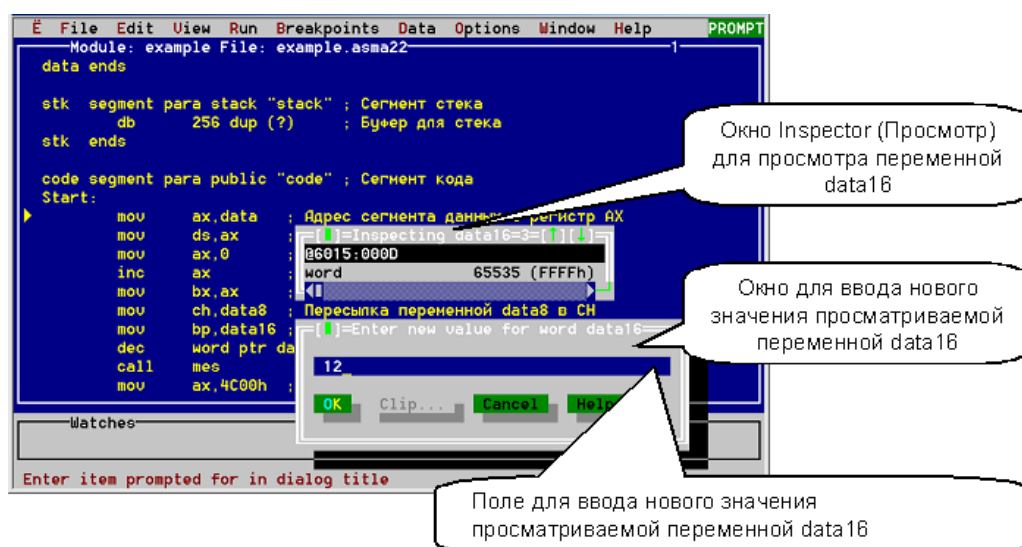 Ё File Edit View Run Breakpoints Data Options Window Help PROMPT
Module: example File: example.asma22 1
data ends
stk segment para stack "stack" ; Сегмент стека
db 256 dup (?) ; Буфер для стека
stk ends
code segment para public "code" ; Сегмент кода
Start:
mov ax,data ; Адрес сегмента данных в регистр AX
mov ds,ax ;
mov ax,0 ;
inc ax ;
mov bx,ax ;
mov ch,data8 ; Пересылка переменной data8 в CH
mov bp,data16 ;
dec word ptr da
call mes
mov ax,4C00h ;
[■]=Inspecting data16=3=[↑][↓]
@6015:000D
word 65535 (FFFFh)
[■]=Enter new value for word data16
12_
OK Clip... Cancel Help
Watches
Enter item prompted for in dialog title
Окно Inspector (Просмотр)
для просмотра переменной
data16
Окно для ввода нового
значения просматриваемой
переменной data16
Поле для ввода нового значения
просматриваемой переменной data16